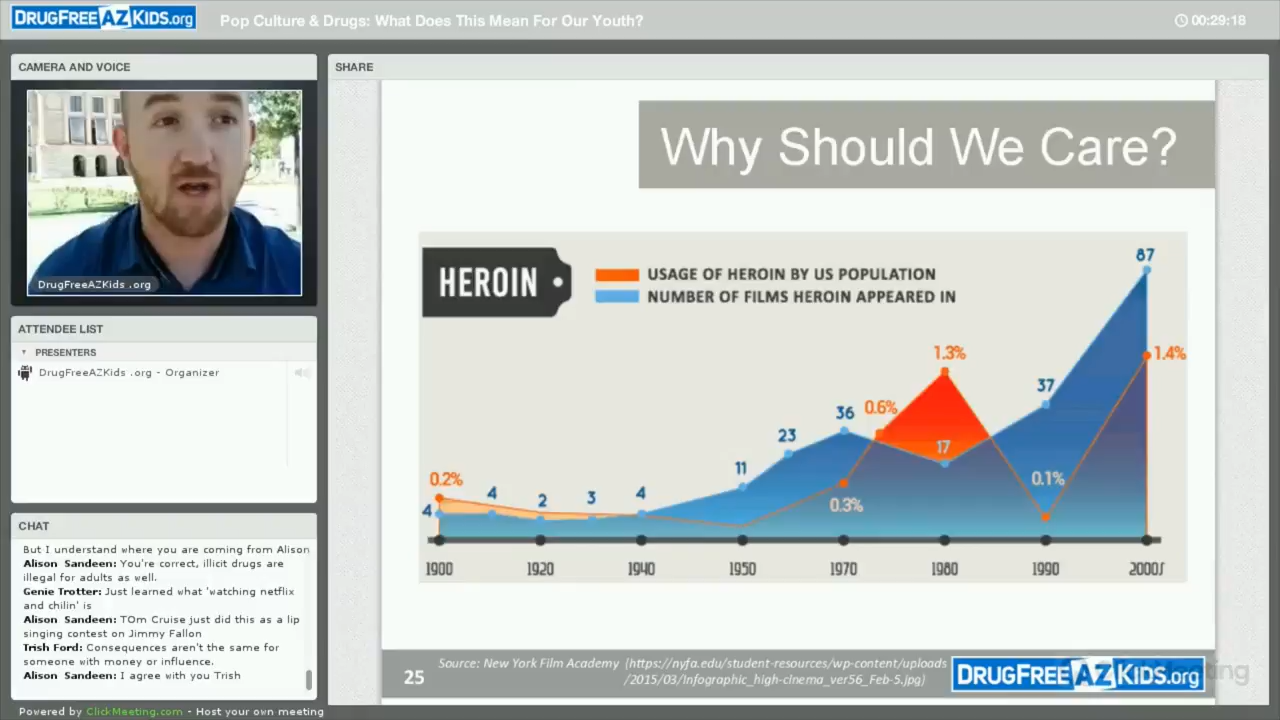 DRUGFREEAZKIDS.org
Pop Culture & Drugs: What Does This Mean For Our Youth?
00:29:18
CAMERA AND VOICE
DrugFreeAZKids .org
ATTENDEE LIST
PRESENTERS
DrugFreeAZKids .org - Organizer
CHAT
But I understand where you are coming from Alison
Alison Sandeen: You're correct, illicit drugs are
illegal for adults as well.
Genie Trotter: Just learned what 'watching netflix
and chilin' is
Alison Sandeen: TOm Cruise just did this as a lip
singing contest on Jimmy Fallon
Trish Ford: Consequences aren't the same for
someone with money or influence.
Alison Sandeen: I agree with you Trish
Powered by ClickMeeting.com - Host your own meeting
SHARE
Why Should We Care?
HEROIN
USAGE OF HEROIN BY US POPULATION
NUMBER OF FILMS HEROIN APPEARED IN
87
1.3%
1.4%
37
36
0.6%
23
17
11
0.2%
0.1%
4
4
2
3
4
0.3%
1900
1920
1940
1950
1970
1980
1990
2000s
25
Source: New York Film Academy (https://nyfa.edu/student-resources/wp-content/uploads
/2015/03/Infographic_high-cinema_ver56_Feb-5.jpg)
DRUGFREEAZKIDS.org